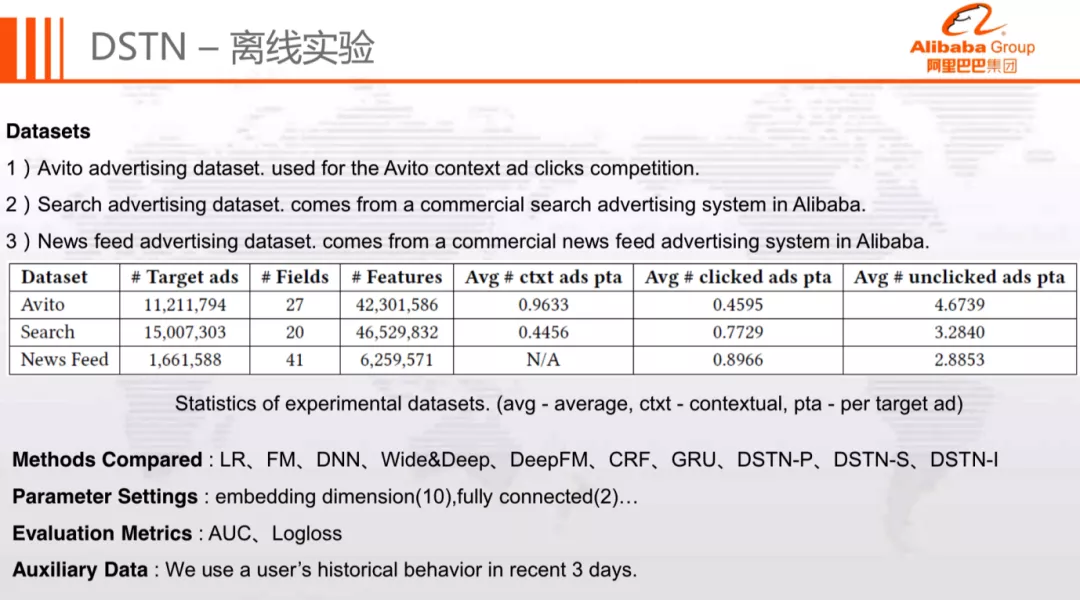 DSTN – 离线实验
Alibaba Group
阿里巴巴集团
Datasets
1）Avito advertising dataset. used for the Avito context ad clicks competition.
2）Search advertising dataset. comes from a commercial search advertising system in Alibaba.
3）News feed advertising dataset. comes from a commercial news feed advertising system in Alibaba.
Dataset # Target ads # Fields # Features Avg # ctxt ads pta Avg # clicked ads pta Avg # unclicked ads pta
Avito 11,211,794 27 42,301,586 0.9633 0.4595 4.6739
Search 15,007,303 20 46,529,832 0.4456 0.7729 3.2840
News Feed 1,661,588 41 6,259,571 N/A 0.8966 2.8853
Statistics of experimental datasets. (avg - average, ctxt - contextual, pta - per target ad)
Methods Compared : LR、FM、DNN、Wide&Deep、DeepFM、CRF、GRU、DSTN-P、DSTN-S、DSTN-I
Parameter Settings : embedding dimension(10),fully connected(2)…
Evaluation Metrics : AUC、Logloss
Auxiliary Data : We use a user’s historical behavior in recent 3 days.